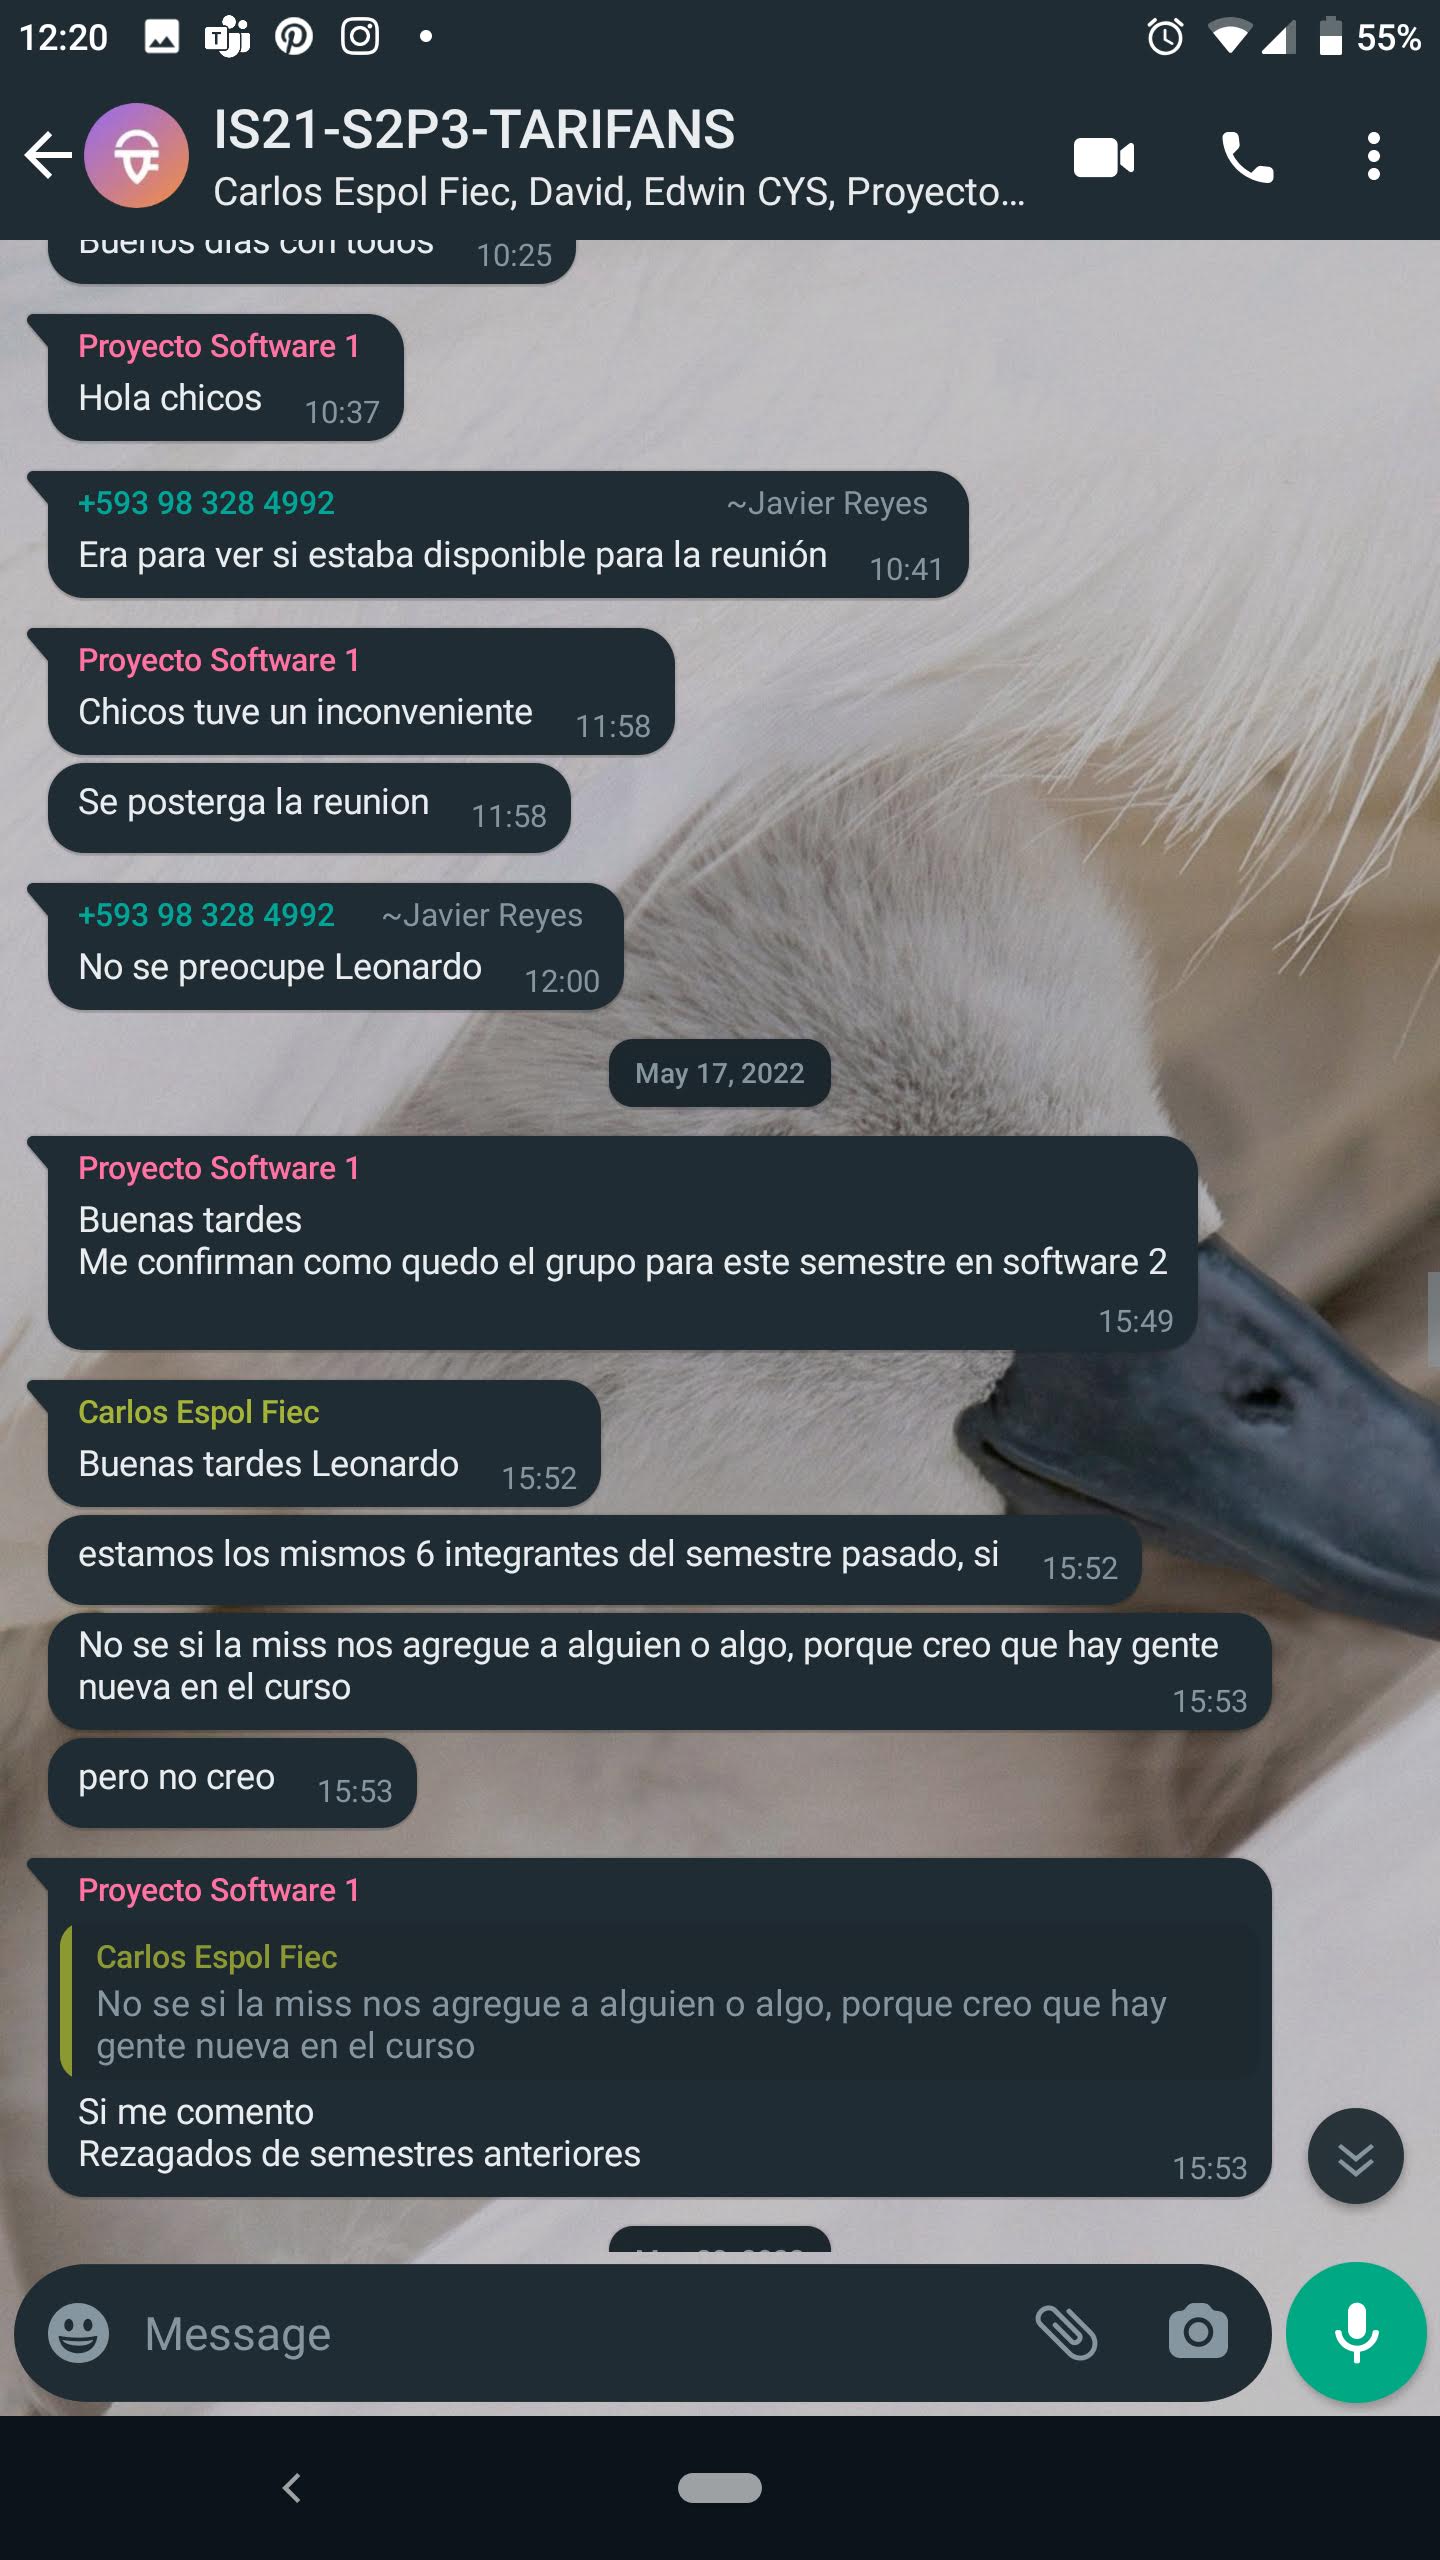 12:20
55%
IS21-S2P3-TARIFANS
Carlos Espol Fiec, David, Edwin CYS, Proyecto...
Buenos dias con todos 10:25
Proyecto Software 1
Hola chicos 10:37
+593 98 328 4992 ~Javier Reyes
Era para ver si estaba disponible para la reunión 10:41
Proyecto Software 1
Chicos tuve un inconveniente 11:58
Se posterga la reunion 11:58
+593 98 328 4992 ~Javier Reyes
No se preocupe Leonardo 12:00
May 17, 2022
Proyecto Software 1
Buenas tardes
Me confirman como quedo el grupo para este semestre en software 2
15:49
Carlos Espol Fiec
Buenas tardes Leonardo 15:52
estamos los mismos 6 integrantes del semestre pasado, si 15:52
No se si la miss nos agregue a alguien o algo, porque creo que hay gente
nueva en el curso 15:53
pero no creo 15:53
Proyecto Software 1
Carlos Espol Fiec
No se si la miss nos agregue a alguien o algo, porque creo que hay
gente nueva en el curso
Si me comento
Rezagados de semestres anteriores 15:53
Message